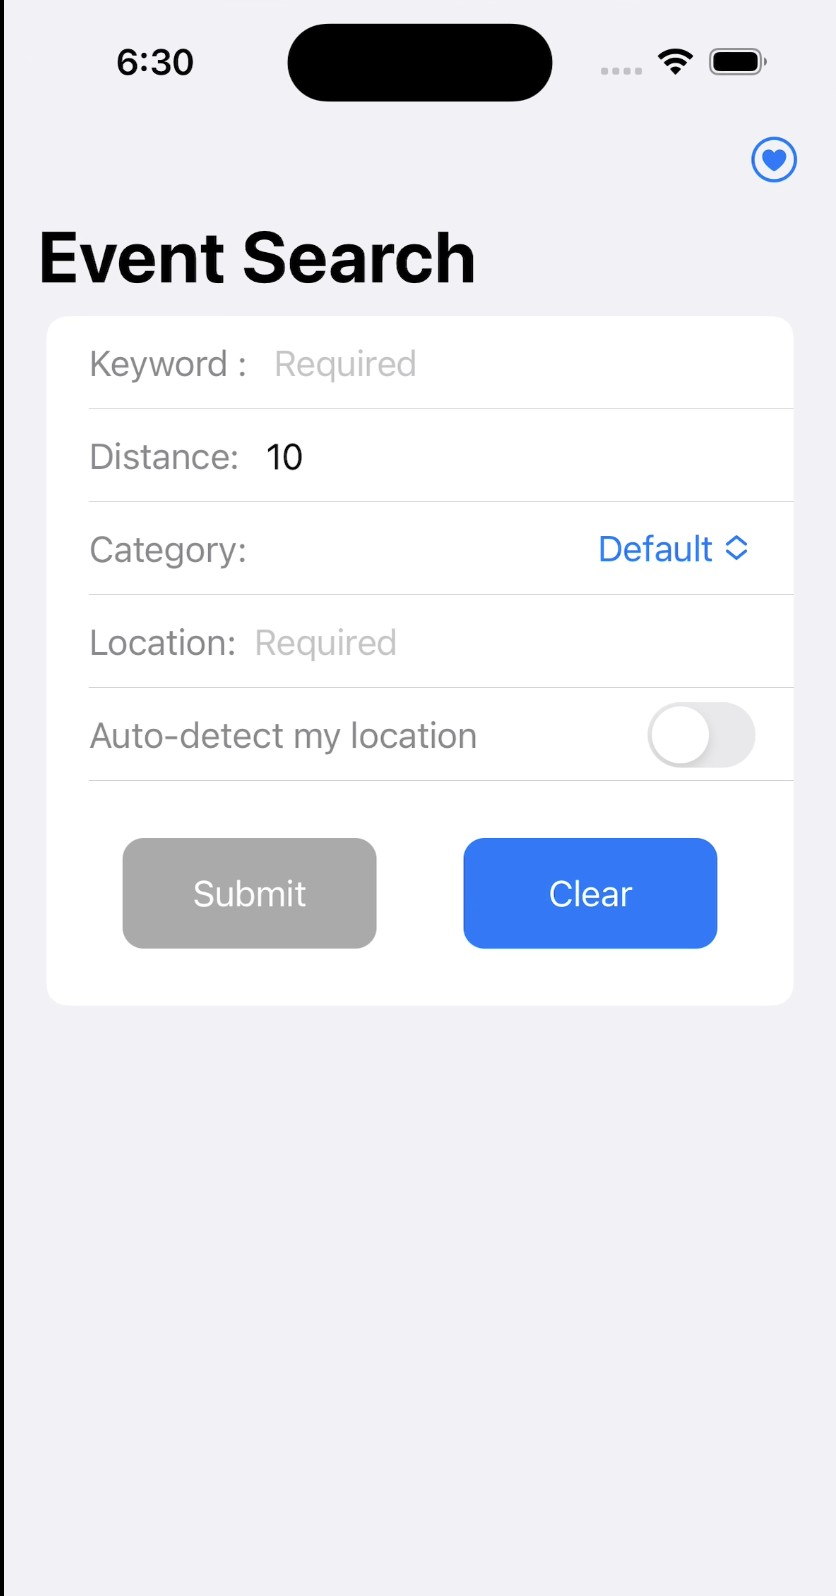 6:30
Event Search
Keyword : Required
Distance: 10
Category: Default
Location: Required
Auto-detect my location
Submit Clear